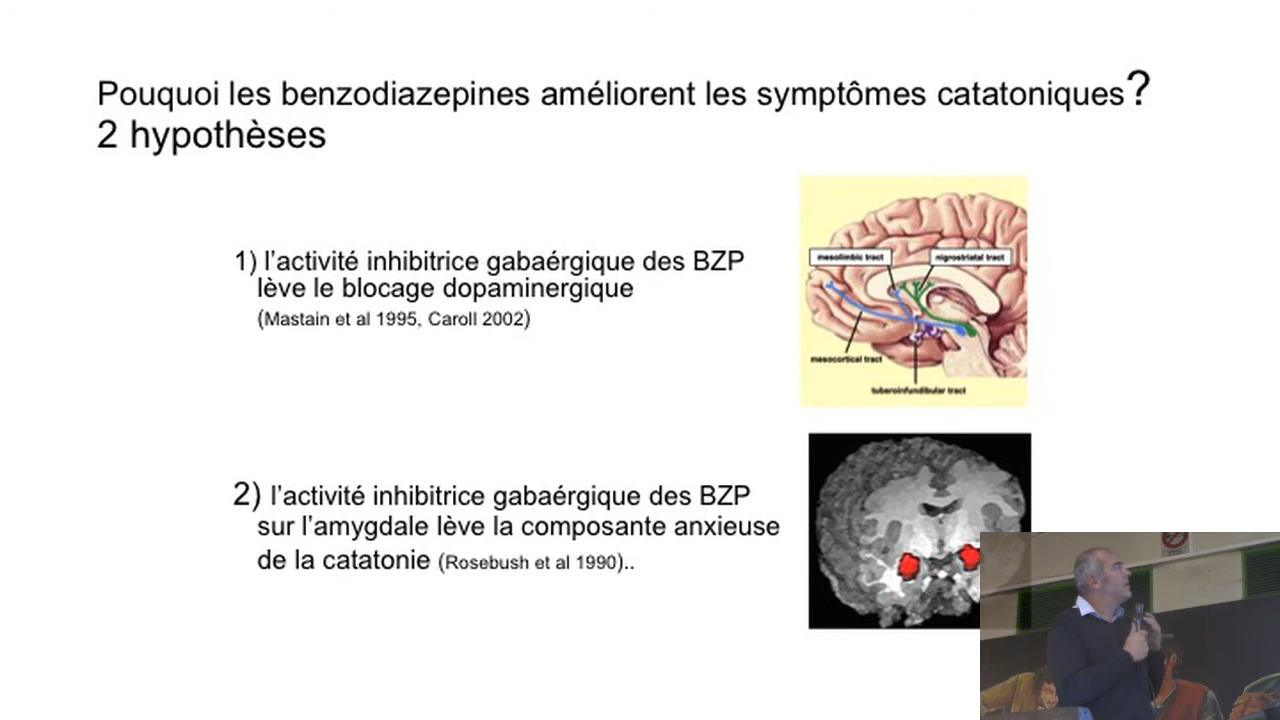 Pouquoi les benzodiazepines améliorent les symptômes catatoniques?
2 hypothèses
1) l’activité inhibitrice gabaérgique des BZP
lève le blocage dopaminergique
(Mastain et al 1995, Caroll 2002)
mesolimbic tract
nigrostriatal tract
mesocortical tract
tuberoinfundibular tract
2) l’activité inhibitrice gabaérgique des BZP
sur l’amygdale lève la composante anxieuse
de la catatonie (Rosebush et al 1990)..